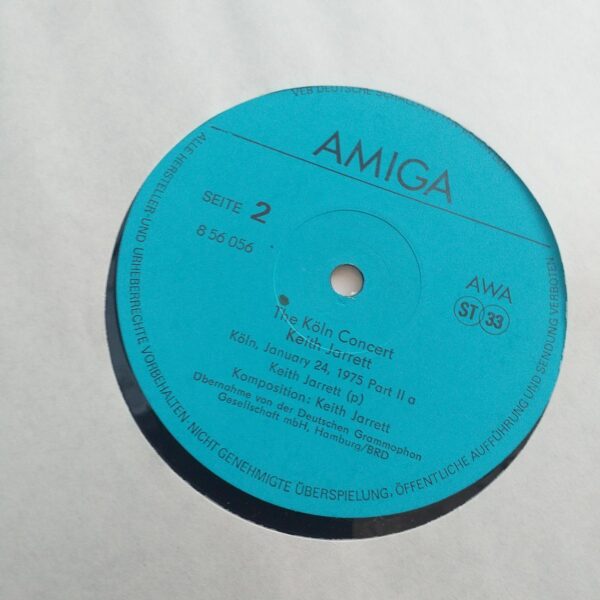 VEB DEUTSCHE
AMIGA
SEITE 2
8 56 056
AWA
ST 33
The Köln Concert
Keith Jarrett
Köln, January 24, 1975 Part II a
Keith Jarrett (p)
Komposition: Keith Jarrett
Übernahme von der Deutschen Grammophon
Gesellschaft mbH, Hamburg/BRD
ALLE HERSTELLER- UND URHEBERRECHTE VORBEHALTEN NICHT GENEHMIGTE ÜBERSPIELUNG, ÖFFENTLICHE AUFFÜHRUNG UND SENDUNG VERBOTEN